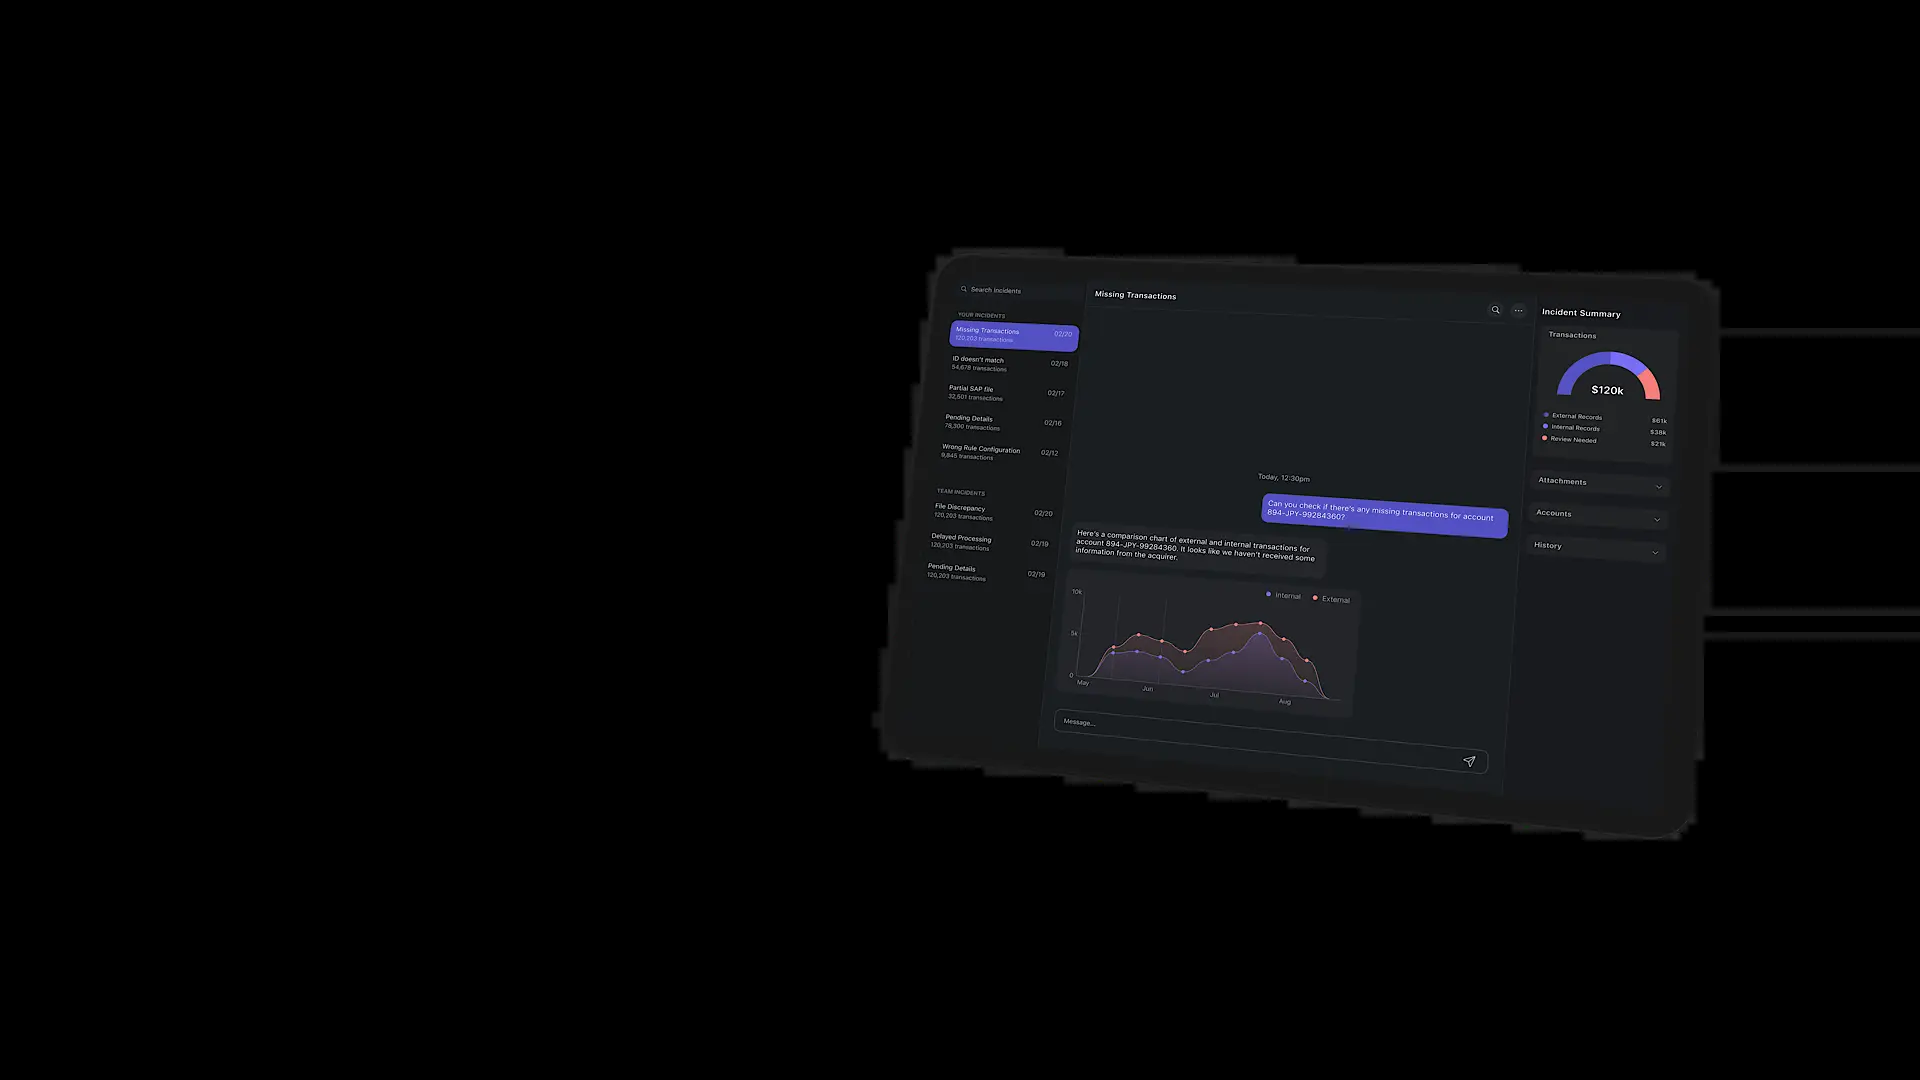 Search Incidents
YOUR INCIDENTS
Missing Transactions 02/20
120,203 transactions
ID doesn't match 02/18
54,678 transactions
Partial SAP file 02/17
32,501 transactions
Pending Details 02/16
78,300 transactions
Wrong Rule Configuration 02/12
9,845 transactions
TEAM INCIDENTS
File Discrepancy 02/20
120,203 transactions
Delayed Processing 02/19
120,203 transactions
Pending Details 02/19
120,203 transactions
Missing Transactions
Today, 12:30pm
Can you check if there's any missing transactions for account
894-JPY-99284360?
Here's a comparison chart of external and internal transactions for
account 894-JPY-99284360. It looks like we haven't received some
information from the acquirer.
Internal External
10k
5k
0
May Jun Jul Aug
Message...
Incident Summary
Transactions
$120k
External Records $61k
Internal Records $38k
Review Needed $21k
Attachments
Accounts
History